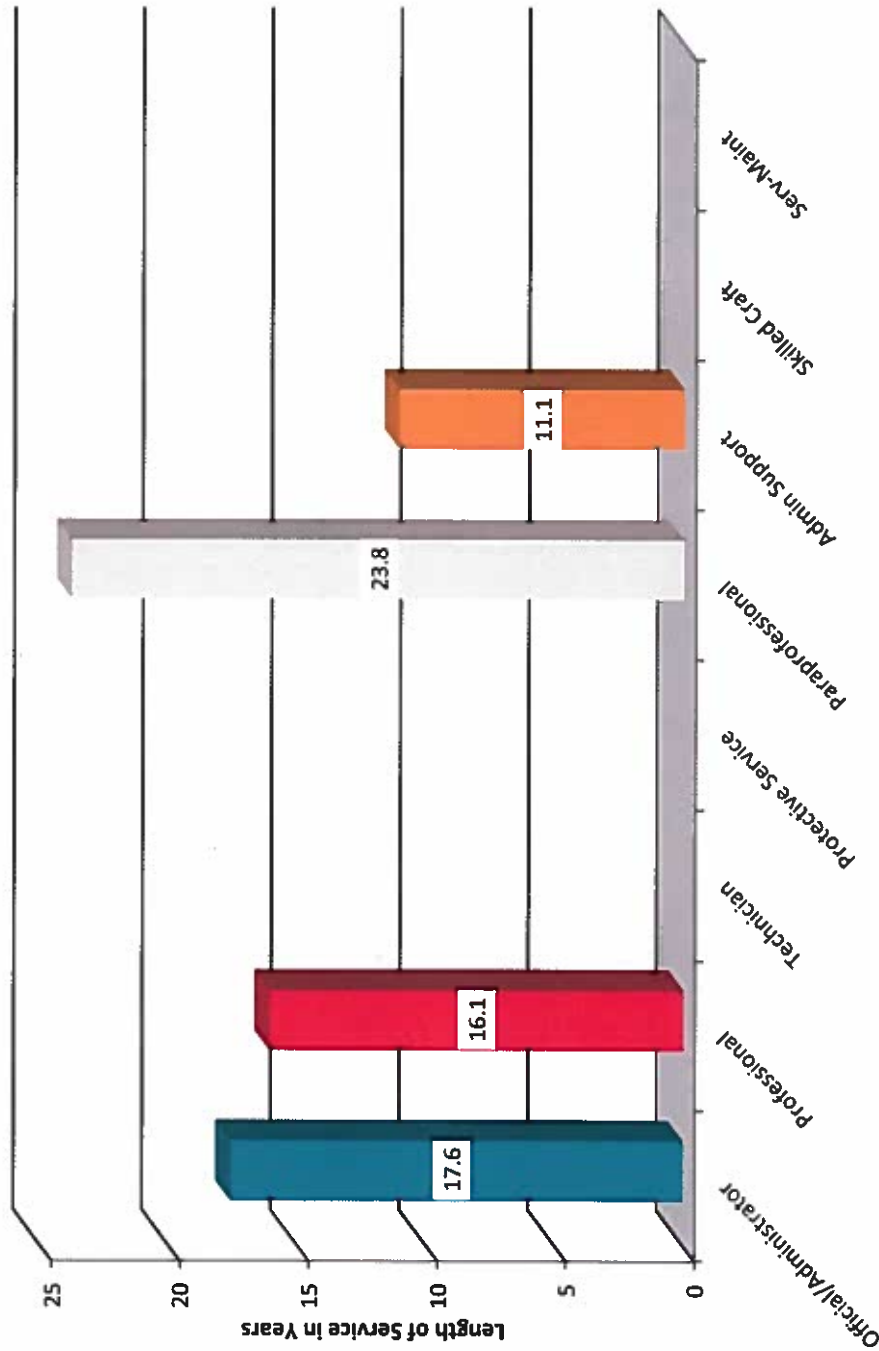 Length of Service in Years
25
20
15
10
5
0
17.6
16.1
23.8
11.1
Official/Administrator
Professional
Technician
Protective Service
Paraprofessional
Admin Support
Skilled Craft
Serv-Maint